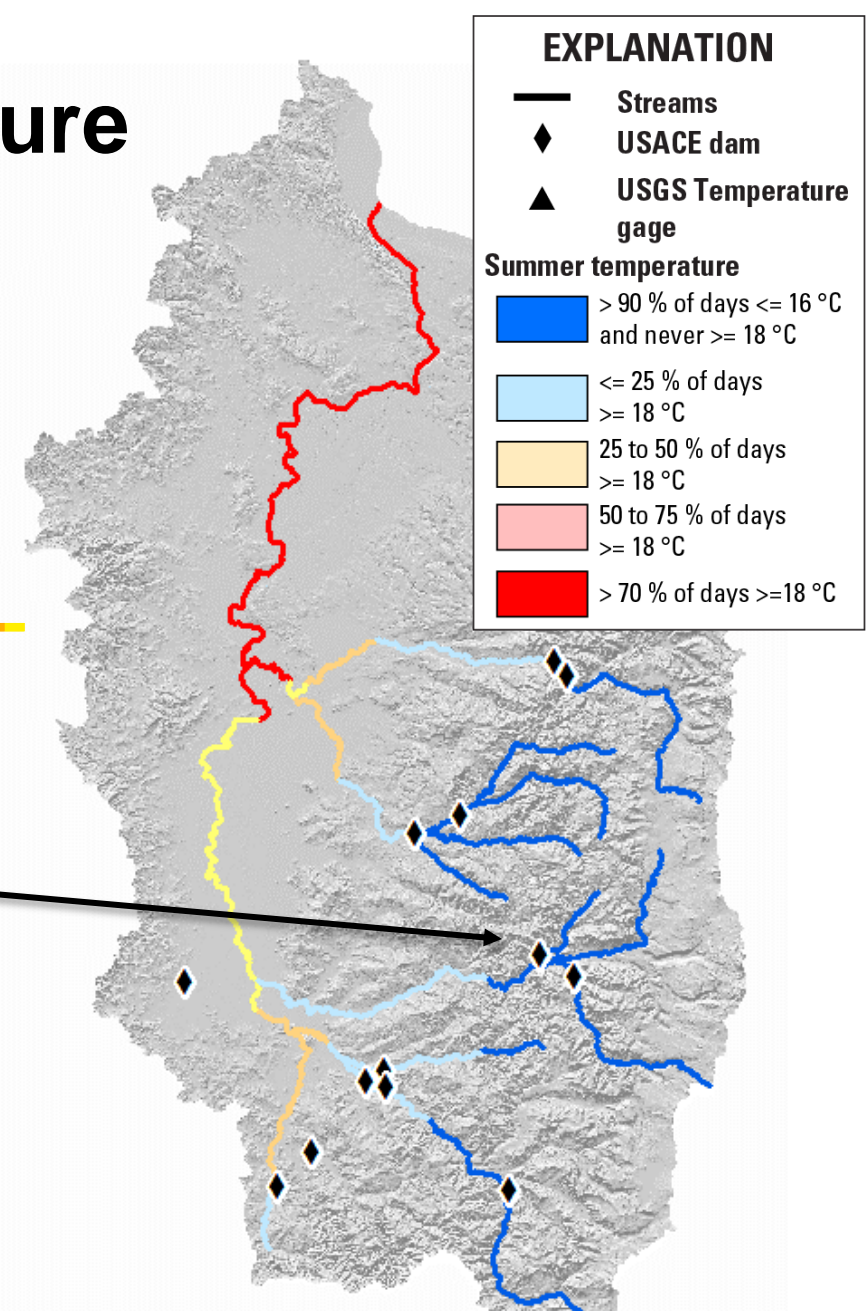 ure
EXPLANATION
Streams
USACE dam
USGS Temperature
gage
Summer temperature
> 90 % of days <= 16 °C
and never >= 18 °C
<= 25 % of days
>= 18 °C
25 to 50 % of days
>= 18 °C
50 to 75 % of days
>= 18 °C
> 70 % of days >=18 °C